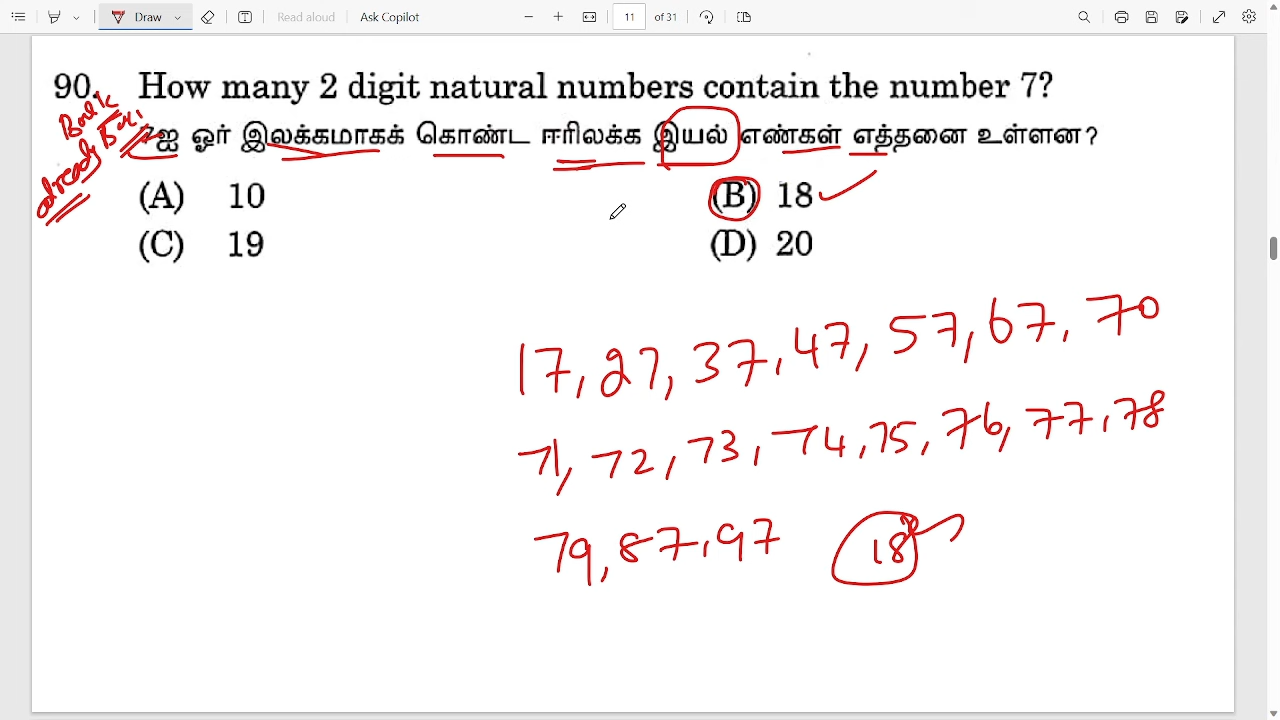 Draw
Read aloud
Ask Copilot
11 of 31
90. How many 2 digit natural numbers contain the number 7?
7ஐ ஓர் இலக்கமாகக் கொண்ட ஈரிலக்க இயல் எண்கள் எத்தனை உள்ளன?
already
(A) 10
(B) 18
(C) 19
(D) 20
17, 27, 37, 47, 57, 67, 70
71, 72, 73, 74, 75, 76, 77, 78
79, 87, 97
18